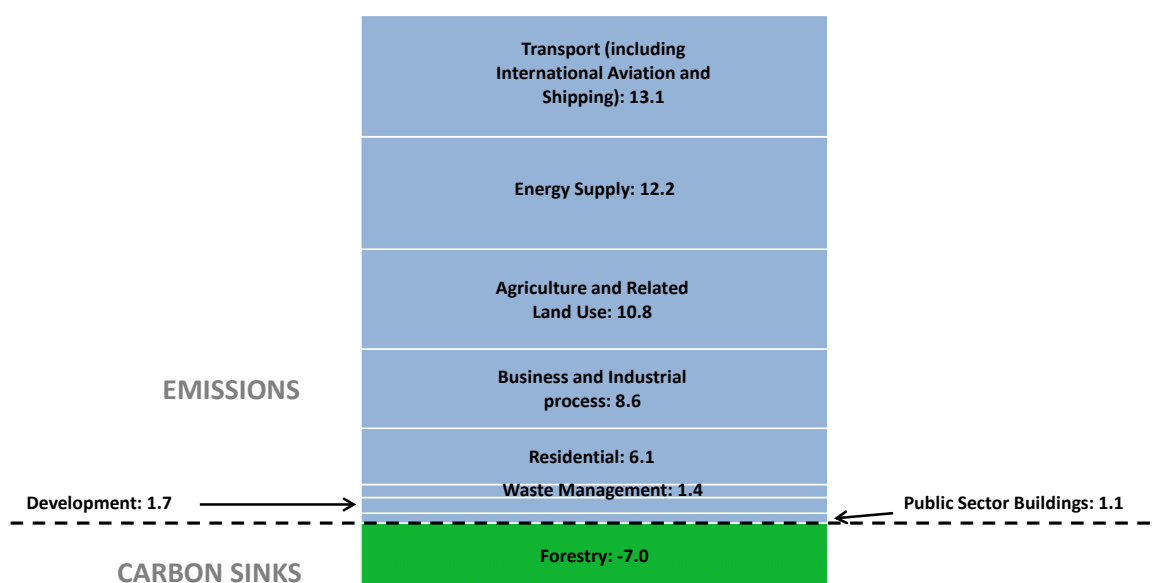 Transport (including
International Aviation and
Shipping): 13.1
Energy Supply: 12.2
Agriculture and Related
Land Use: 10.8
EMISSIONS
Business and Industrial
process: 8.6
Residential: 6.1
Waste Management: 1.4
Development: 1.7
Public Sector Buildings: 1.1
Forestry: -7.0
CARBON SINKS